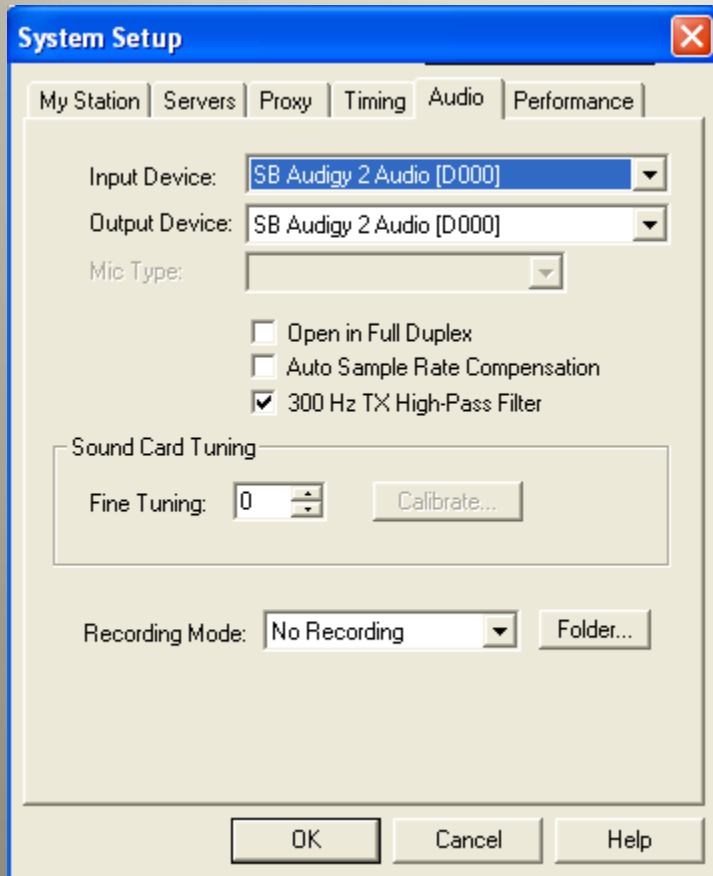 System Setup
My Station Servers Proxy Timing Audio Performance
Input Device: SB Audigy 2 Audio [D000]
Output Device: SB Audigy 2 Audio [D000]
Mic Type:
Open in Full Duplex
Auto Sample Rate Compensation
300 Hz TX High-Pass Filter
Sound Card Tuning
Fine Tuning: 0 Calibrate...
Recording Mode: No Recording Folder...
OK Cancel Help